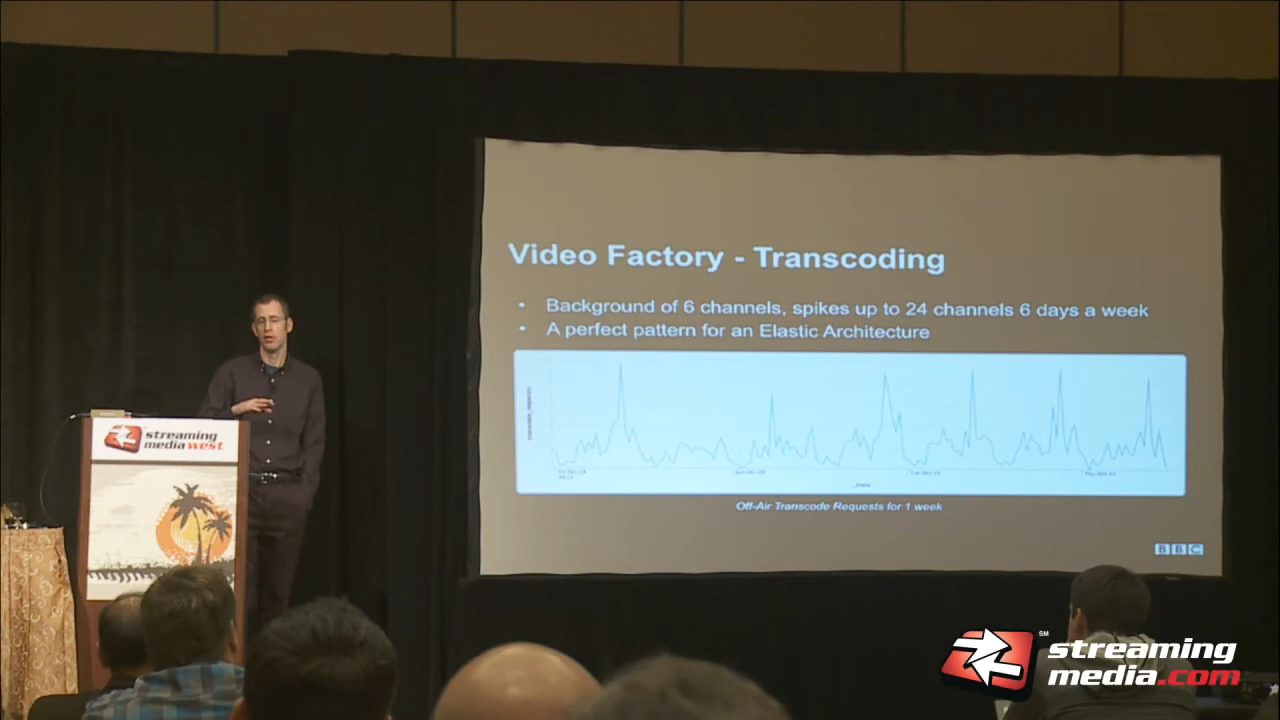 Video Factory - Transcoding
• Background of 6 channels, spikes up to 24 channels 6 days a week
• A perfect pattern for an Elastic Architecture
Off-Air Transcode Requests for 1 week
BBC
streaming
media west
SM
streaming
media.com